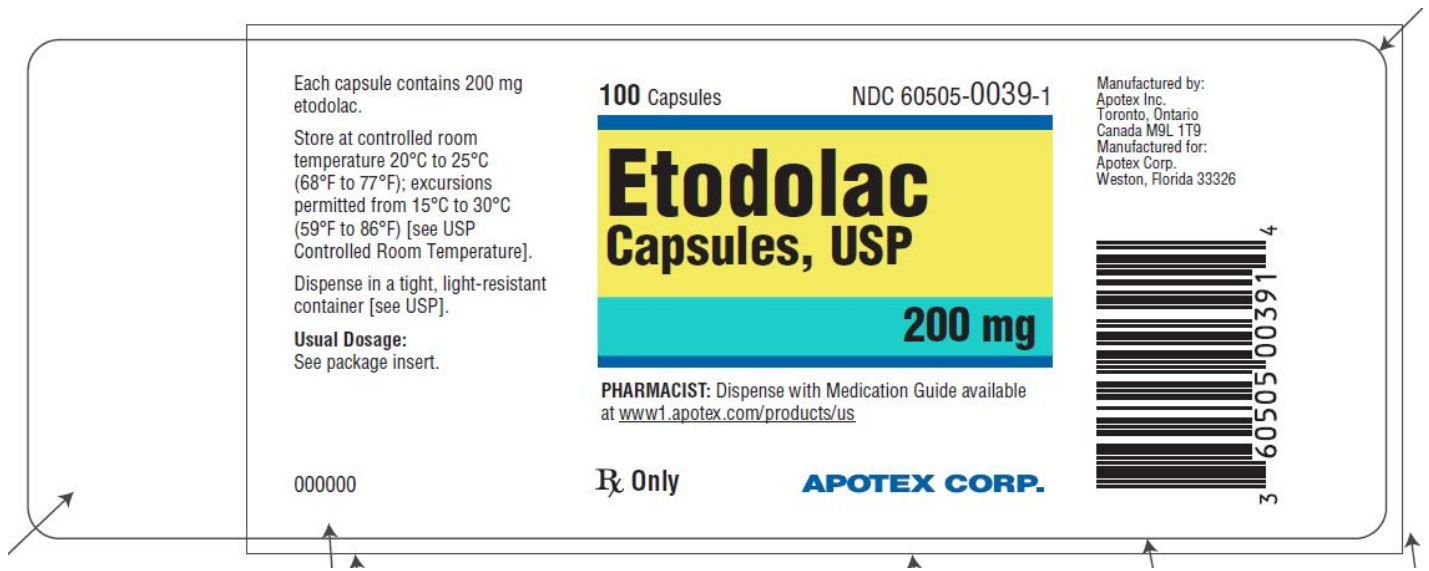 Each capsule contains 200 mg
etodolac.
Store at controlled room
temperature 20°C to 25°C
(68°F to 77°F); excursions
permitted from 15°C to 30°C
(59°F to 86°F) [see USP
Controlled Room Temperature].
Dispense in a tight, light-resistant
container [see USP].
Usual Dosage:
See package insert.
000000
100 Capsules NDC 60505-0039-1
Etodolac
Capsules, USP
200 mg
PHARMACIST: Dispense with Medication Guide available
at www1.apotex.com/products/us
℞ Only APOTEX CORP.
Manufactured by:
Apotex Inc.
Toronto, Ontario
Canada M9L 1T9
Manufactured for:
Apotex Corp.
Weston, Florida 33326
3 60505 00391 4